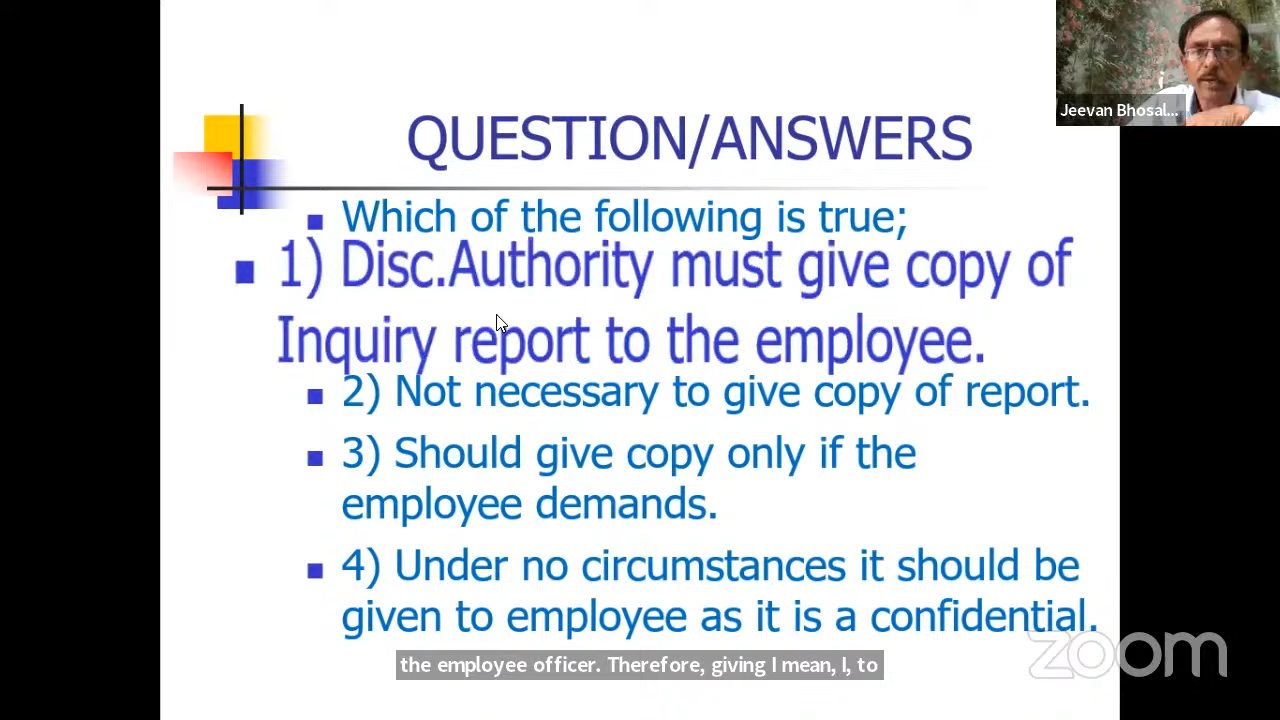 Jeevan Bhosal...
QUESTION/ANSWERS
Which of the following is true;
1) Disc.Authority must give copy of
Inquiry report to the employee.
2) Not necessary to give copy of report.
3) Should give copy only if the
employee demands.
4) Under no circumstances it should be
given to employee as it is a confidential.
the employee officer. Therefore, giving I mean, I, to
zoom